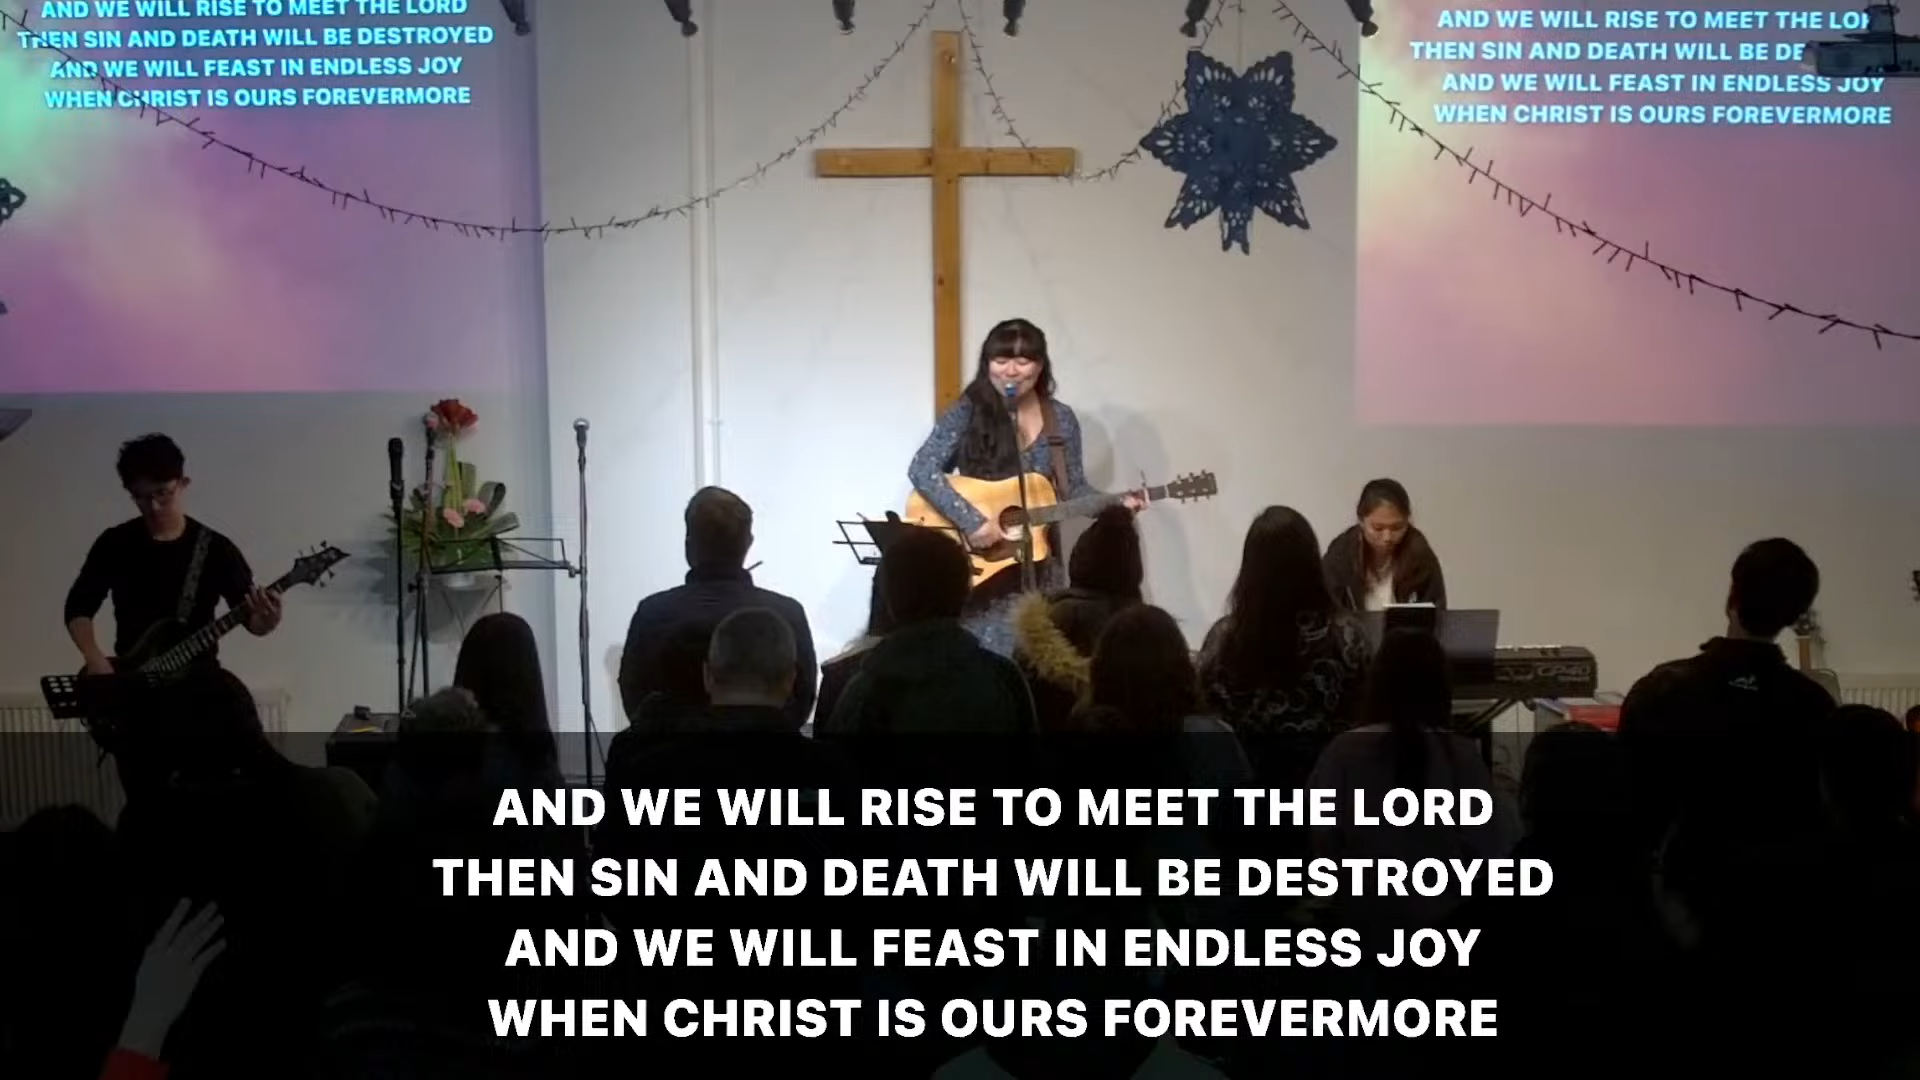 AND WE WILL RISE TO MEET THE LORD
THEN SIN AND DEATH WILL BE DESTROYED
AND WE WILL FEAST IN ENDLESS JOY
WHEN CHRIST IS OURS FOREVERMORE
AND WE WILL RISE TO MEET THE LOR
THEN SIN AND DEATH WILL BE DE
AND WE WILL FEAST IN ENDLESS JOY
WHEN CHRIST IS OURS FOREVERMORE
CP40
AND WE WILL RISE TO MEET THE LORD
THEN SIN AND DEATH WILL BE DESTROYED
AND WE WILL FEAST IN ENDLESS JOY
WHEN CHRIST IS OURS FOREVERMORE